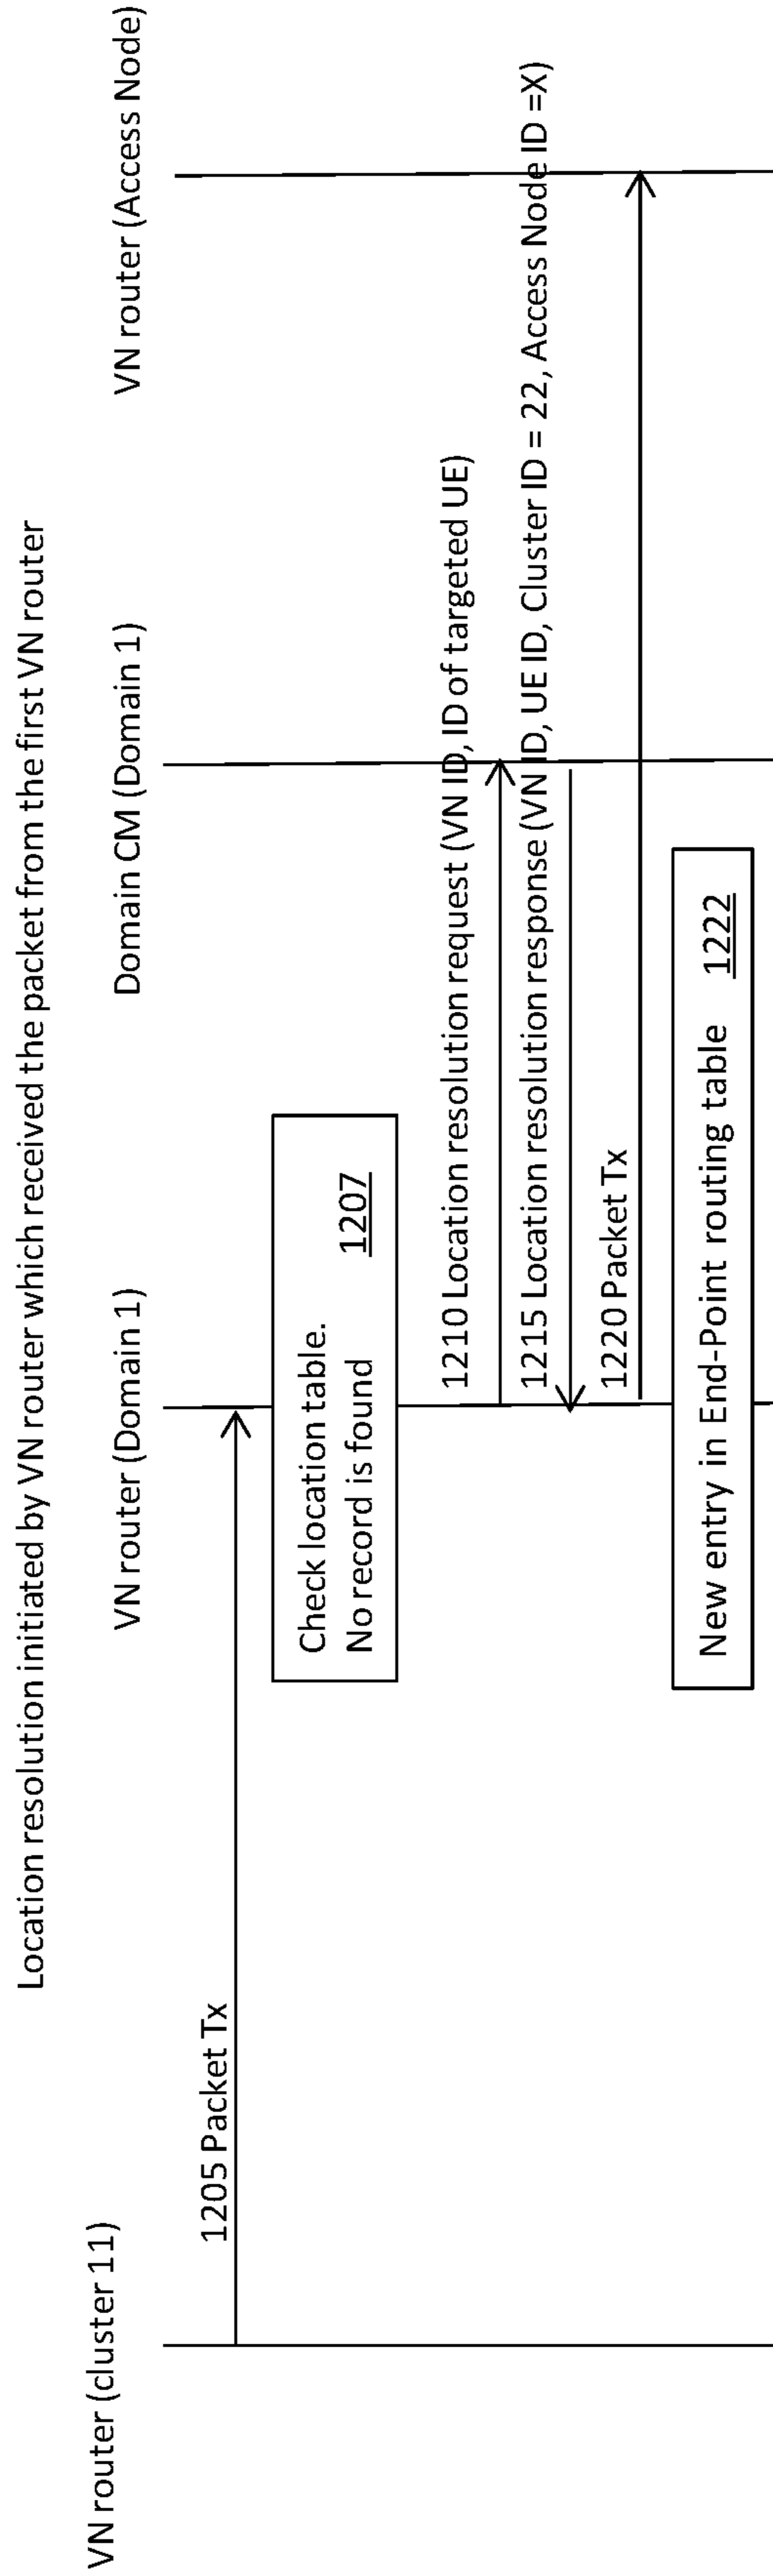 Location resolution initiated by VN router which received the packet from the first VN router
VN router (cluster 11)
VN router (Domain 1)
Domain CM (Domain 1)
VN router (Access Node)
1205 Packet Tx
Check location table.
No record is found 1207
1210 Location resolution request (VN ID, ID of targeted UE)
1215 Location resolution response (VN ID, UE ID, Cluster ID = 22, Access Node ID =X)
1220 Packet Tx
New entry in End-Point routing table 1222